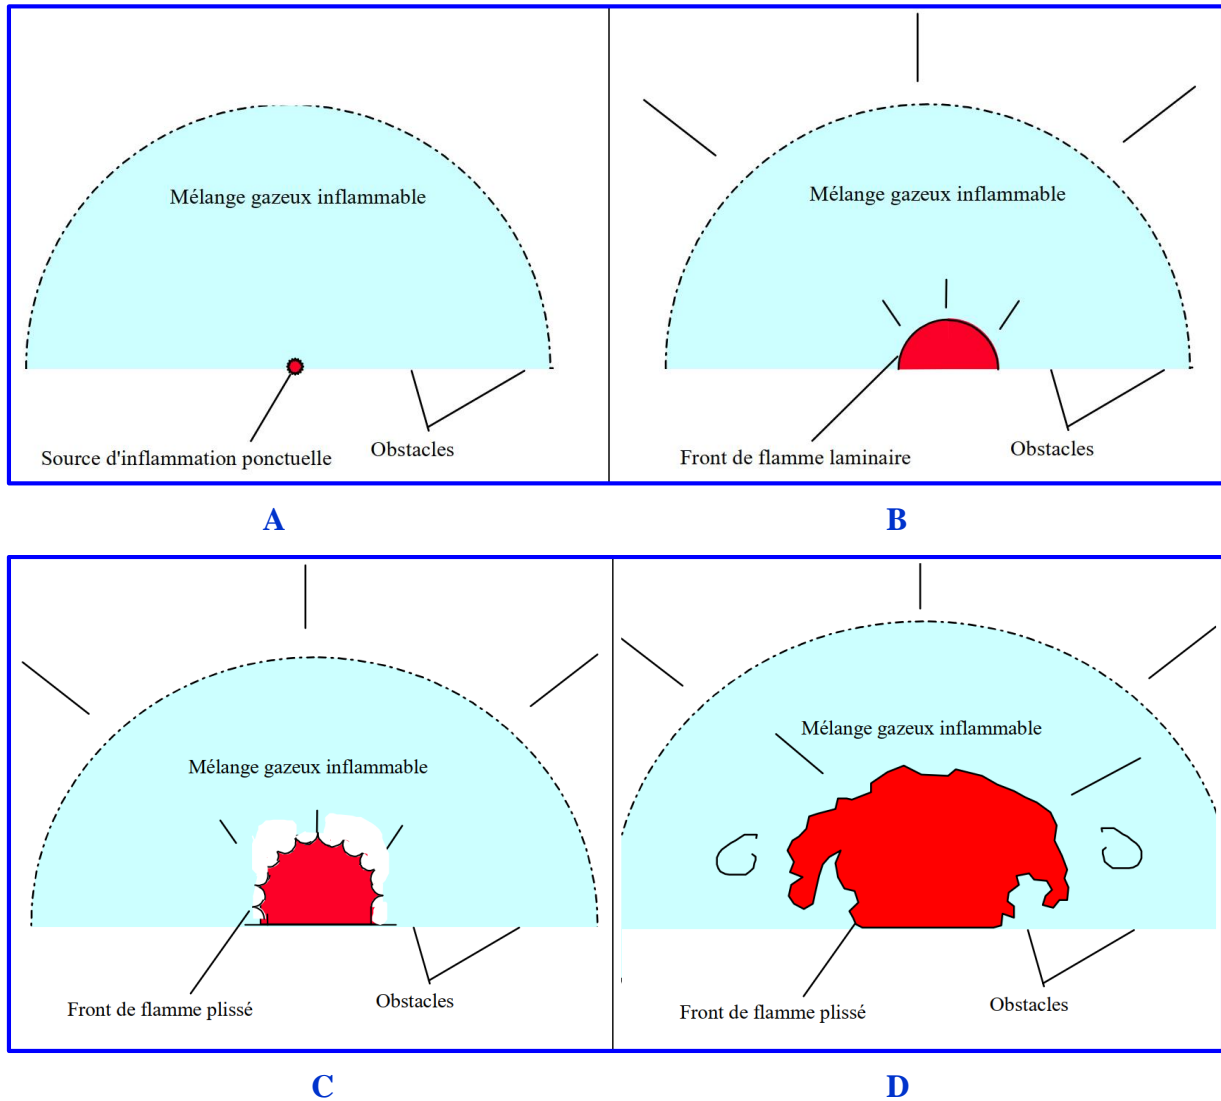 Mélange gazeux inflammable
Source d'inflammation ponctuelle
Obstacles
A
Mélange gazeux inflammable
Front de flamme laminaire
Obstacles
B
Mélange gazeux inflammable
Front de flamme plissé
Obstacles
C
Mélange gazeux inflammable
Front de flamme plissé
Obstacles
D